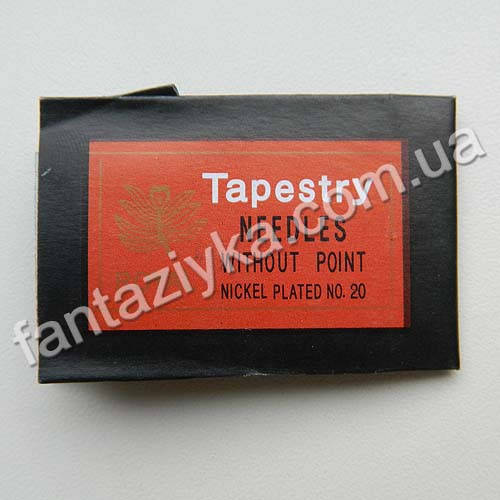 Tapestry
NEEDLES
WITHOUT POINT
NICKEL PLATED NO. 20
fantaziyka.com.ua